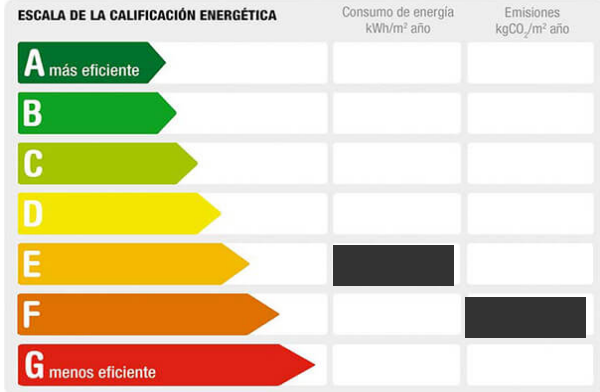 ESCALA DE LA CALIFICACIÓN ENERGÉTICA
Consumo de energía
kWh/m² año
Emisiones
kgCO₂/m² año
A más eficiente
B
C
D
E
F
G menos eficiente